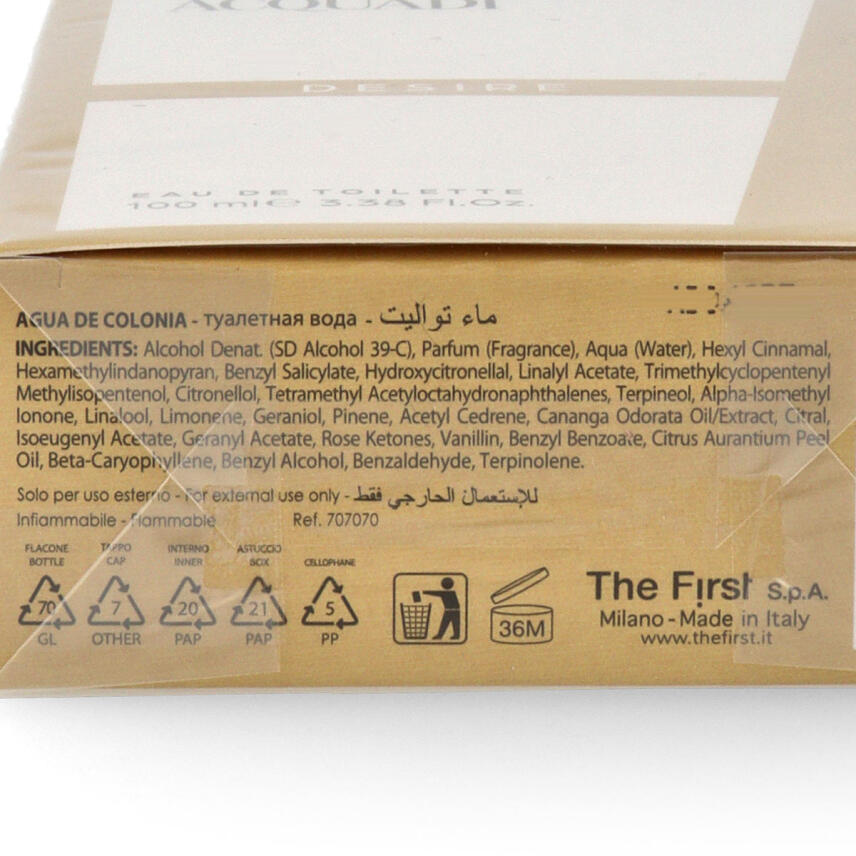 ACQUADÌ
DESIRE
EAU DE TOILETTE
100 ml ℮ 3.38 Fl.Oz.
AGUA DE COLONIA - туалетная вода - ماء تواليت
INGREDIENTS: Alcohol Denat. (SD Alcohol 39-C), Parfum (Fragrance), Aqua (Water), Hexyl Cinnamal,
Hexamethylindanopyran, Benzyl Salicylate, Hydroxycitronellal, Linalyl Acetate, Trimethylcyclopentenyl
Methylisopentenol, Citronellol, Tetramethyl Acetyloctahydronaphthalenes, Terpineol, Alpha-Isomethyl
Ionone, Linalool, Limonene, Geraniol, Pinene, Acetyl Cedrene, Cananga Odorata Oil/Extract, Citral,
Isoeugenyl Acetate, Geranyl Acetate, Rose Ketones, Vanillin, Benzyl Benzoate, Citrus Aurantium Peel
Oil, Beta-Caryophyllene, Benzyl Alcohol, Benzaldehyde, Terpinolene.
Solo per uso esterno - For external use only - للإستعمال الحارجي فقط
Infiammabile - Flammable Ref. 707070
FLACONE TAPPO INTERNO ASTUCCIO
BOTTLE CAP INNER BOX CELLOPHANE
70 7 20 21 5
GL OTHER PAP PAP PP
36M
The First S.p.A.
Milano - Made in Italy
www.thefirst.it